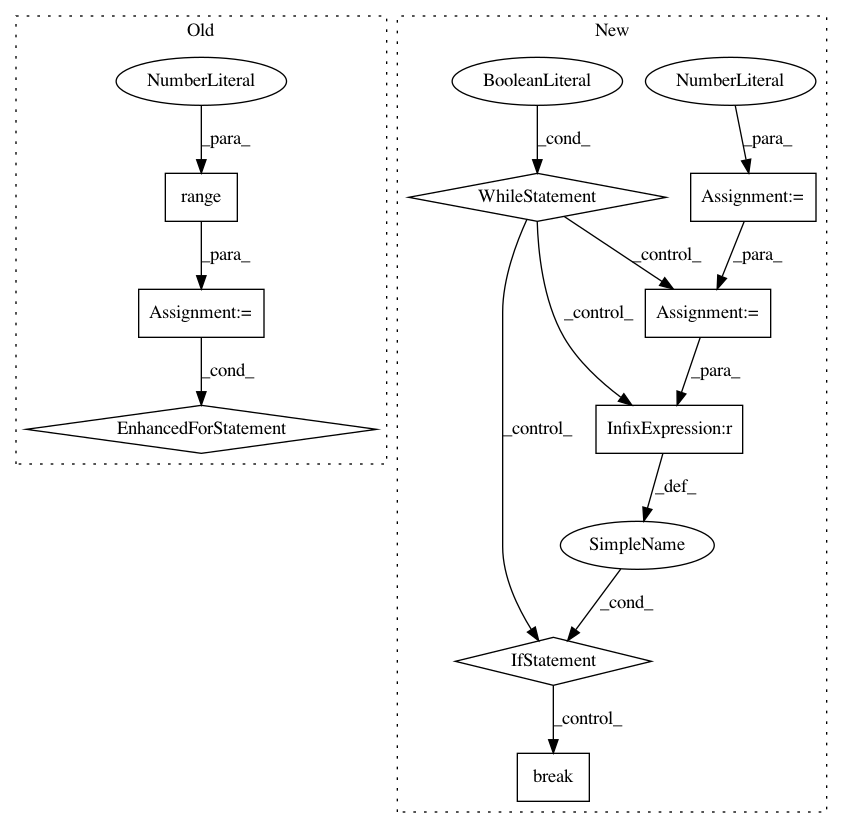 Old
NumberLiteral
_para_
range
_para_
Assignment:=
_cond_
EnhancedForStatement
New
BooleanLiteral
NumberLiteral
_cond_
_para_
WhileStatement
Assignment:=
_control_
_para_
_control_
Assignment:=
_para_
_control_
InfixExpression:r
_def_
SimpleName
_cond_
IfStatement
_control_
break